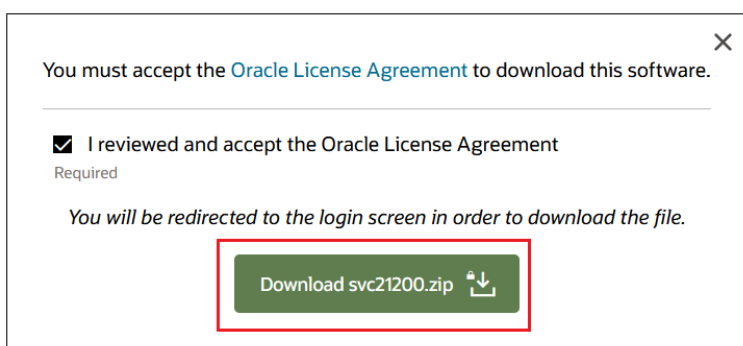 You must accept the Oracle License Agreement to download this software.
I reviewed and accept the Oracle License Agreement
Required
You will be redirected to the login screen in order to download the file.
Download svc21200.zip